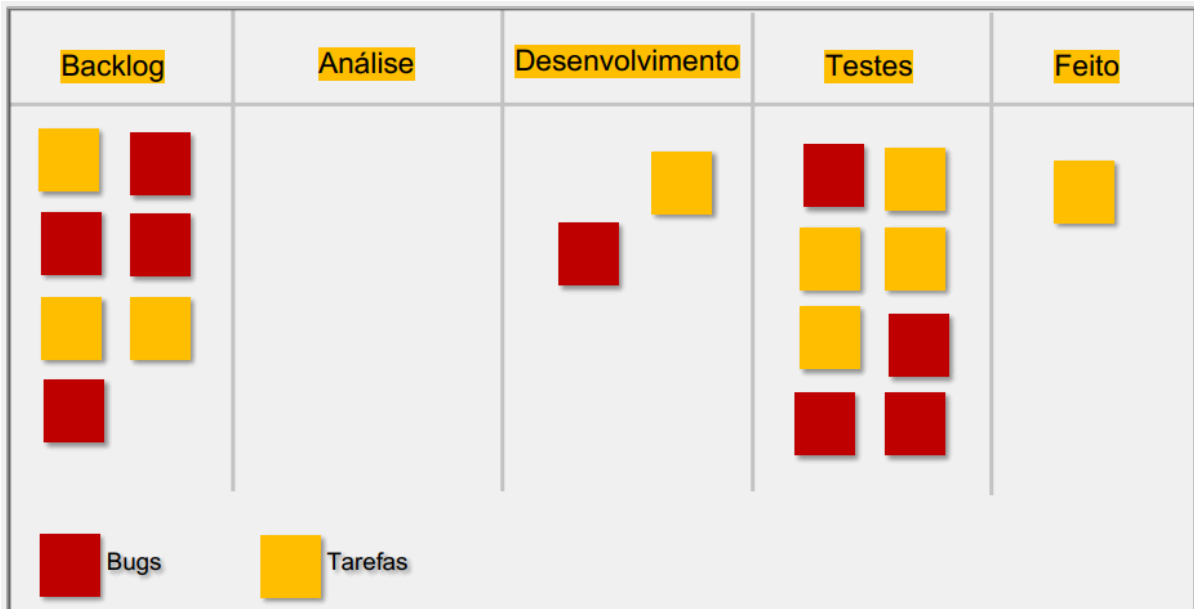 Backlog
Análise
Desenvolvimento
Testes
Feito
Bugs
Tarefas